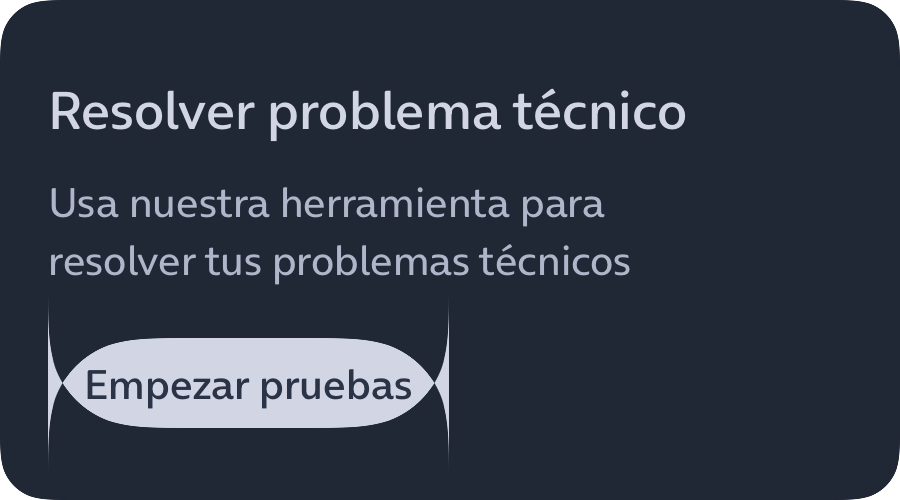 Resolver problema técnico
Usa nuestra herramienta para
resolver tus problemas técnicos
Empezar pruebas